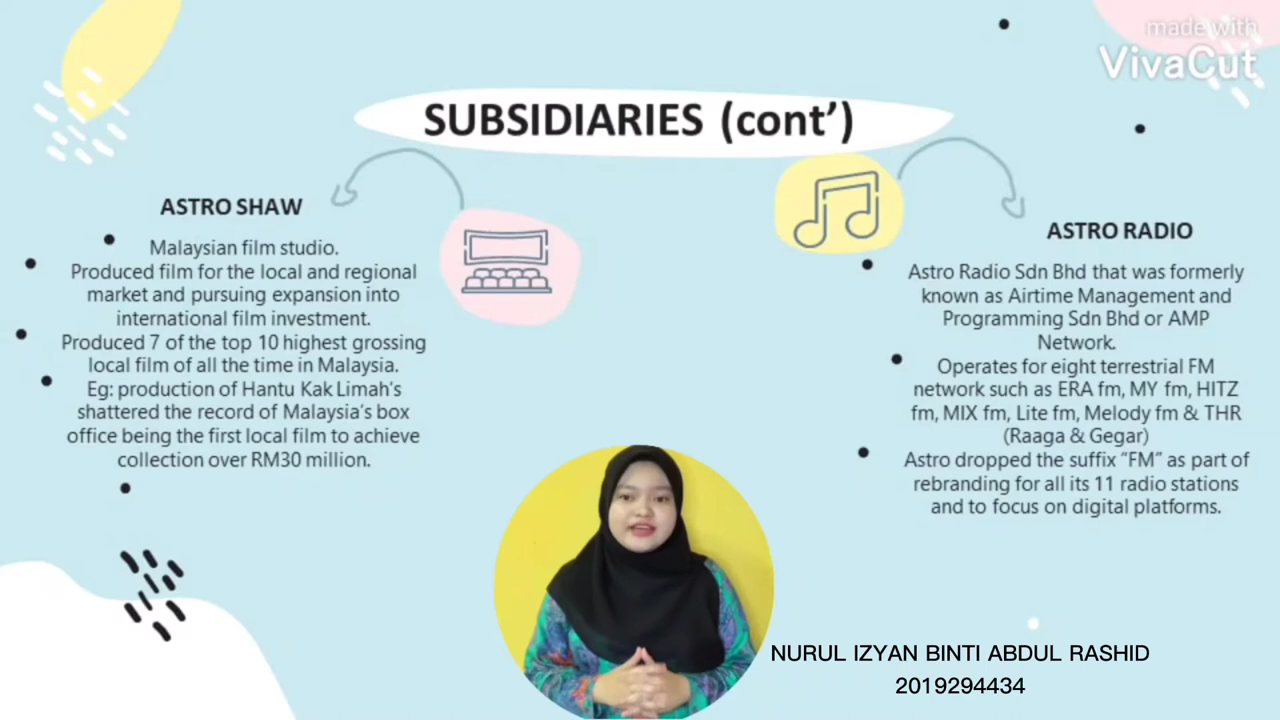 made with
VivaCut
SUBSIDIARIES (cont’)
ASTRO SHAW
Malaysian film studio.
Produced film for the local and regional
market and pursuing expansion into
international film investment.
Produced 7 of the top 10 highest grossing
local film of all the time in Malaysia.
Eg: production of Hantu Kak Limah’s
shattered the record of Malaysia’s box
office being the first local film to achieve
collection over RM30 million.
ASTRO RADIO
Astro Radio Sdn Bhd that was formerly
known as Airtime Management and
Programming Sdn Bhd or AMP
Network.
Operates for eight terrestrial FM
network such as ERA fm, MY fm, HITZ
fm, MIX fm, Lite fm, Melody fm & THR
(Raaga & Gegar)
Astro dropped the suffix “FM” as part of
rebranding for all its 11 radio stations
and to focus on digital platforms.
NURUL IZYAN BINTI ABDUL RASHID
2019294434